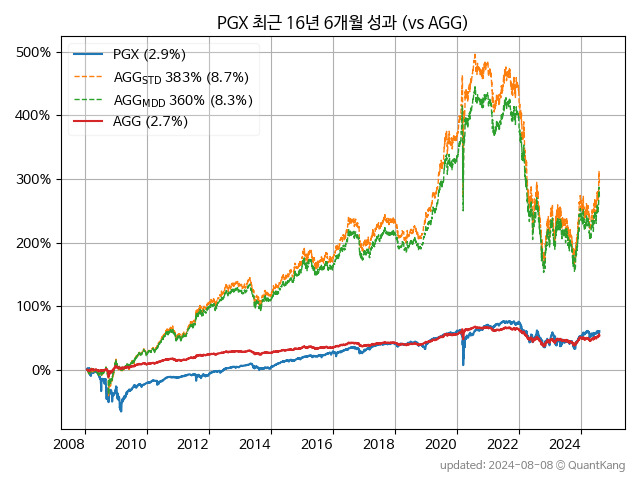 PGX 최근 16년 6개월 성과 (vs AGG)
500%
400%
300%
200%
100%
0%
PGX (2.9%)
AGG_STD 383% (8.7%)
AGG_MDD 360% (8.3%)
AGG (2.7%)
2008 2010 2012 2014 2016 2018 2020 2022 2024
updated: 2024-08-08 @ QuantKang